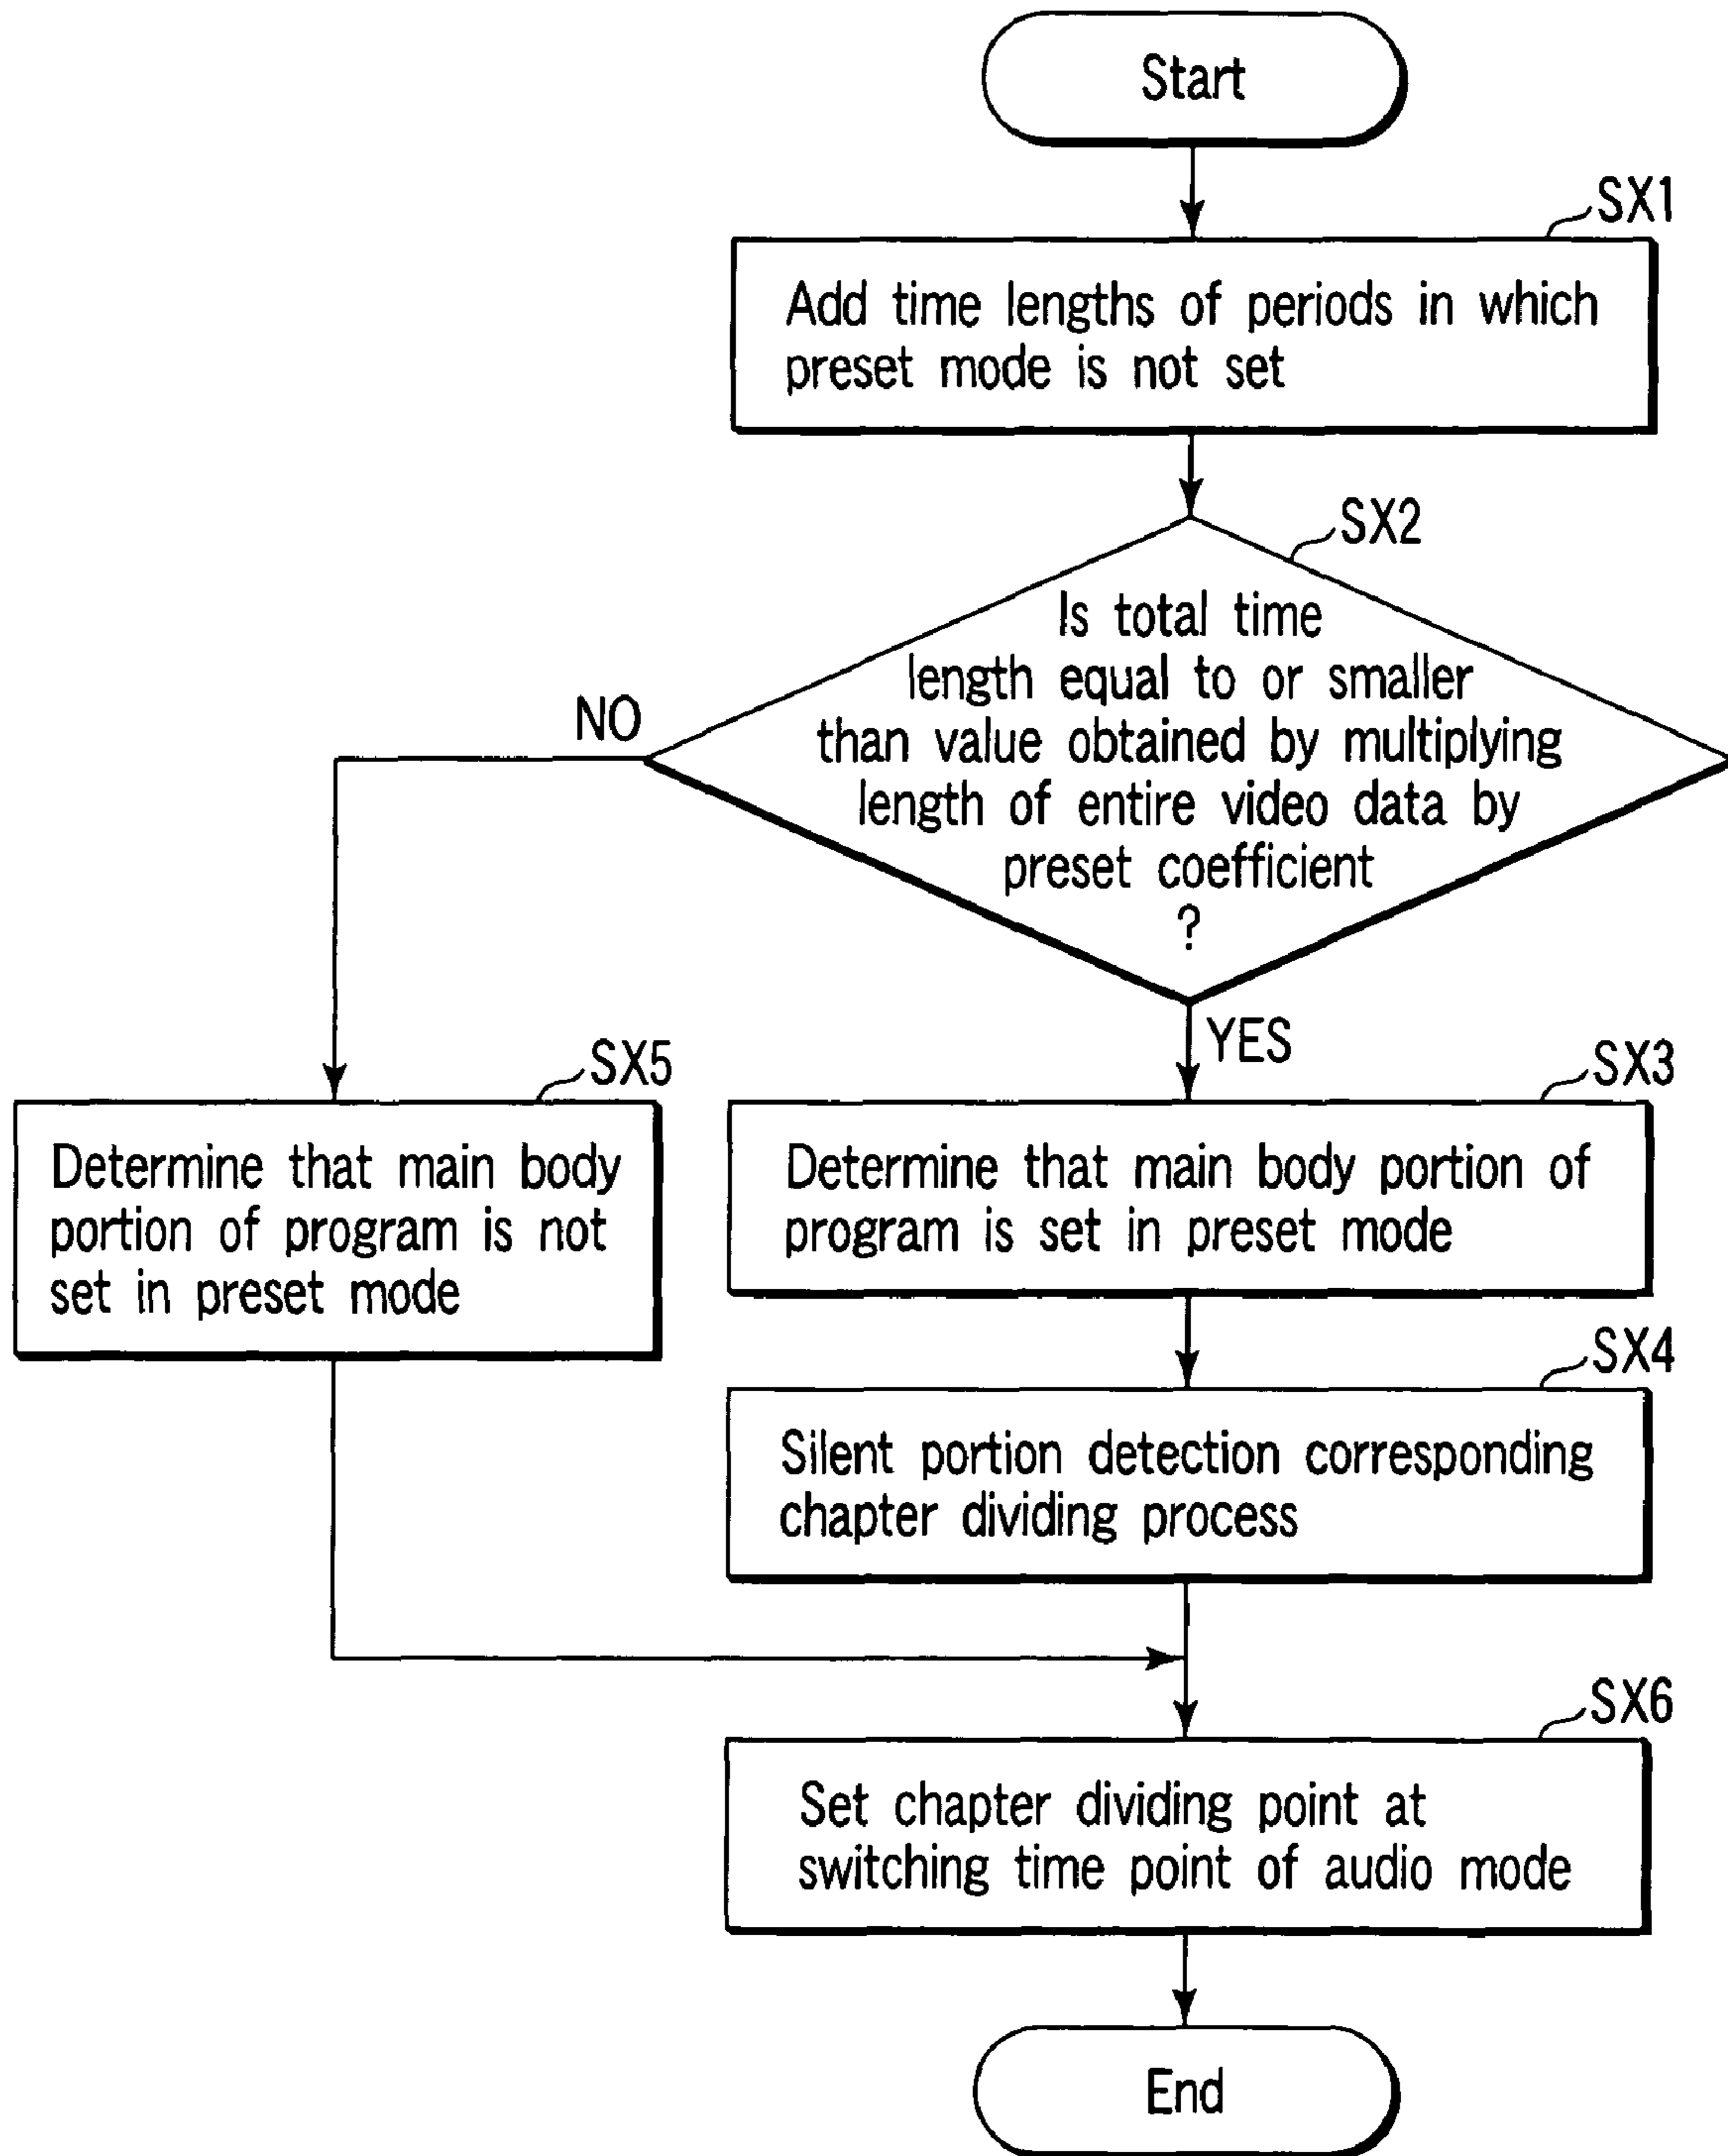 Start
SX1
Add time lengths of periods in which
preset mode is not set
SX2
Is total time
length equal to or smaller
than value obtained by multiplying
length of entire video data by
preset coefficient
?
NO
YES
SX5
Determine that main body
portion of program is not
set in preset mode
SX3
Determine that main body portion of
program is set in preset mode
SX4
Silent portion detection corresponding
chapter dividing process
SX6
Set chapter dividing point at
switching time point of audio mode
End